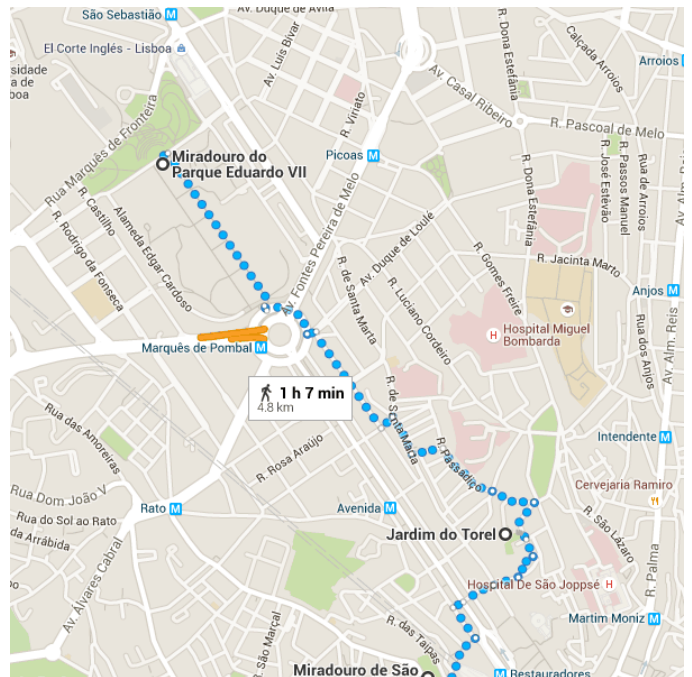 Av. Duque de Ávila
São Sebastião
El Corte Inglés - Lisboa
Av. Luís Bívar
R. Dona Estefânia
Calçada Arroios
Arroios
Av. Casal Ribeiro
R. Viriato
R. Pascoal de Melo
Rua Marquês de Fronteira
Miradouro do
Parque Eduardo VII
Picoas
R. Dona Estefânia
R. José Estêvão
R. Passos Manuel
Rua de Arroios
Av. Alm. Reis
R. Castilho
R. Rodrigo da Fonseca
Alameda Edgar Cardoso
Av. Fontes Pereira de Melo
Av. Duque de Loulé
R. de Santa Marta
R. Luciano Cordeiro
R. Gomes Freire
R. Jacinta Marto
Anjos
Hospital Miguel
Bombarda
Marquês de Pombal
Rua dos Anjos
Av. Alm. Reis
1 h 7 min
4.8 km
R. de Santa Marta
Rua das Amoreiras
R. Rosa Araújo
R. Passadiço
Intendente
Cervejaria Ramiro
Rua Dom João V
Rato
Avenida
Rua do Sol ao Rato
da Arrábida
Jardim do Torel
R. São Lázaro
R. Palma
Av. Álvares Cabral
Hospital De São Joppsé
R. São Marçal
R. das Taipas
Martim Moniz
Miradouro de São
Restauradores